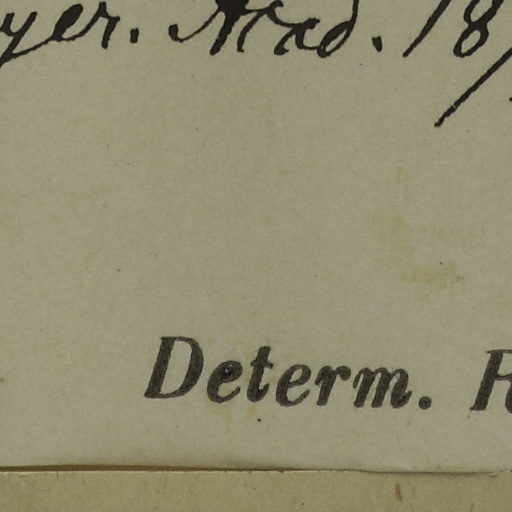 yer. Akad. 18
Determ. R